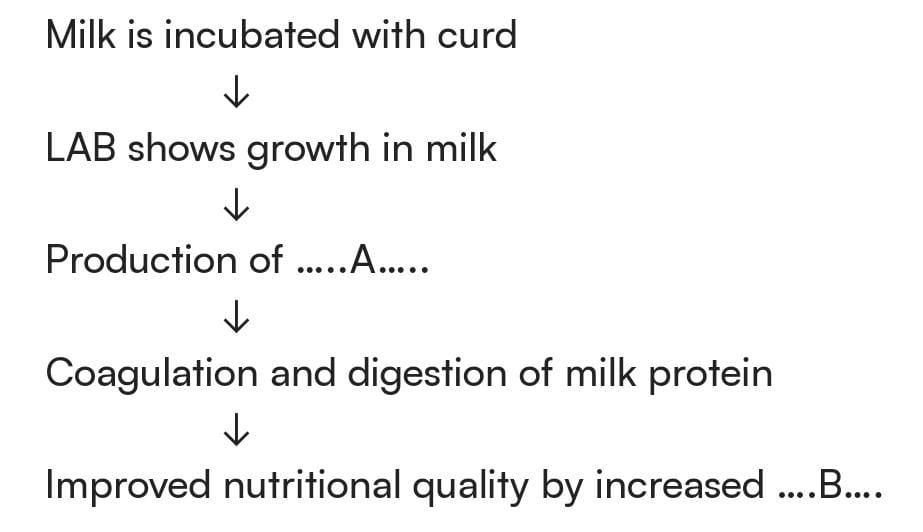 Milk is incubated with curd
↓
LAB shows growth in milk
↓
Production of …..A…..
↓
Coagulation and digestion of milk protein
↓
Improved nutritional quality by increased ….B….